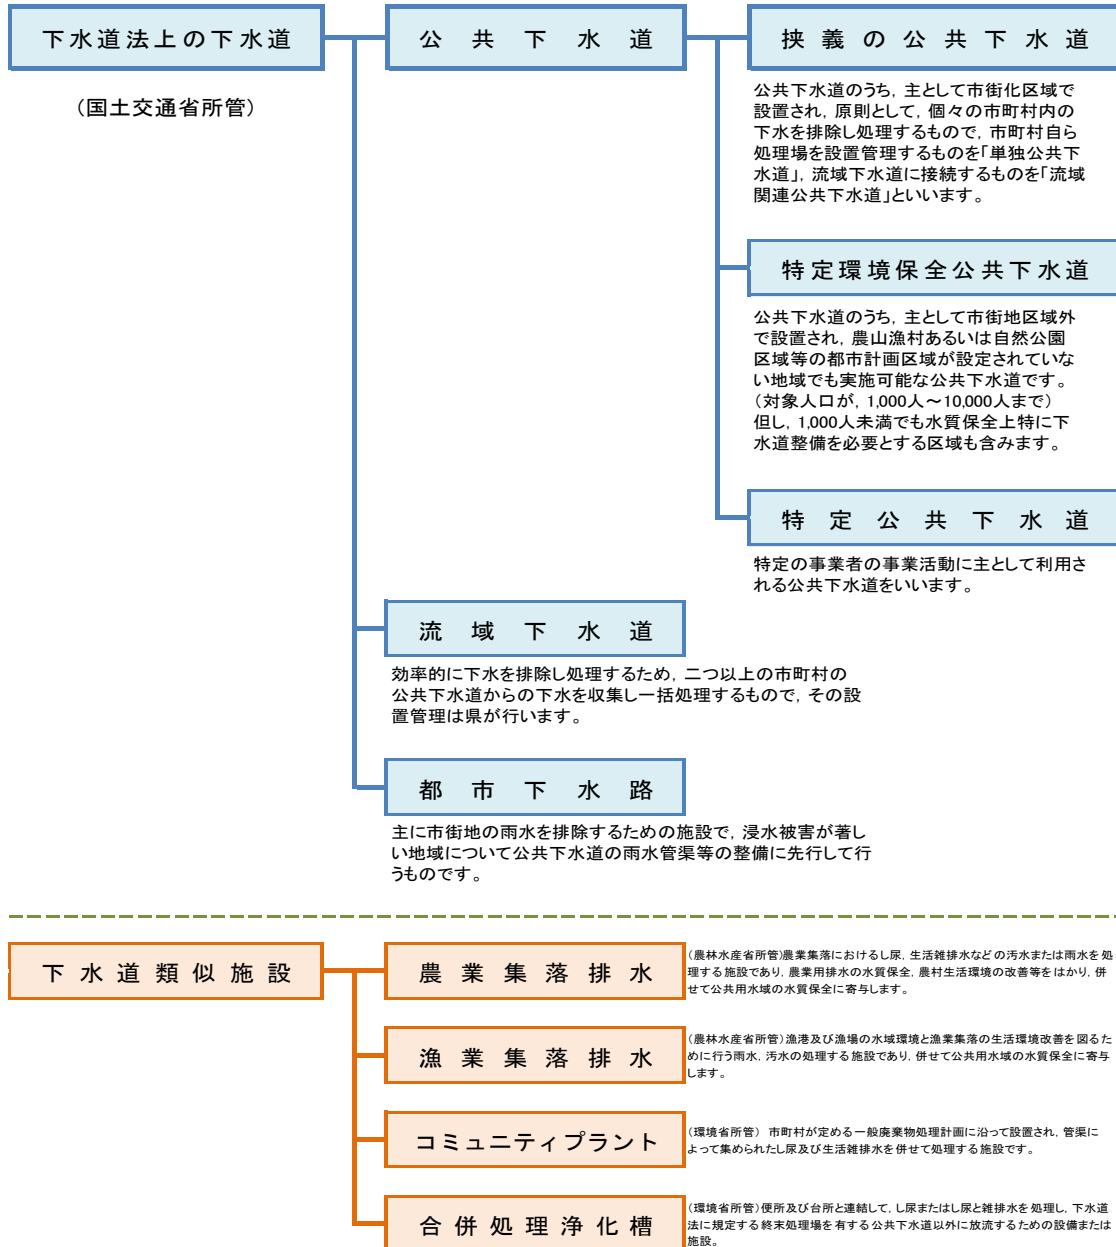 下水道法上の下水道
（国土交通省所管）
公共下水道
狭義の公共下水道
公共下水道のうち，主として市街化区域で
設置され，原則として，個々の市町村内の
下水を排除し処理するもので，市町村自ら
処理場を設置管理するものを「単独公共下
水道」，流域下水道に接続するものを「流域
関連公共下水道」といいます。
特定環境保全公共下水道
公共下水道のうち，主として市街地区域外
で設置され，農山漁村あるいは自然公園
区域等の都市計画区域が設定されていな
い地域でも実施可能な公共下水道です。
（対象人口が，1,000人～10,000人まで）
但し，1,000人未満でも水質保全上特に下
水道整備を必要とする区域も含みます。
特定公共下水道
特定の事業者の事業活動に主として利用さ
れる公共下水道をいいます。
流域下水道
効率的に下水を排除し処理するため，二つ以上の市町村の
公共下水道からの下水を収集し一括処理するもので，その設
置管理は県が行います。
都市下水路
主に市街地の雨水を排除するための施設で，浸水被害が著し
い地域について公共下水道の雨水管渠等の整備に先行して行
うものです。
下水道類似施設
農業集落排水
（農林水産省所管）農業集落におけるし尿，生活雑排水などの汚水または雨水を処
理する施設であり，農業用排水の水質保全，農村生活環境の改善等をはかり，併
せて公共用水域の水質保全に寄与します。
漁業集落排水
（農林水産省所管）漁港及び漁場の水域環境と漁業集落の生活環境改善を図るた
めに行う雨水，汚水の処理する施設であり，併せて公共用水域の水質保全に寄与
します。
コミュニティプラント
（環境省所管）　市町村が定める一般廃棄物処理計画に沿って設置され，管渠に
よって集められたし尿及び生活雑排水を併せて処理する施設です。
合併処理浄化槽
（環境省所管）便所及び台所と連結して，し尿またはし尿と雑排水を処理し，下水道
法に規定する終末処理場を有する公共下水道以外に放流するための設備または
施設。